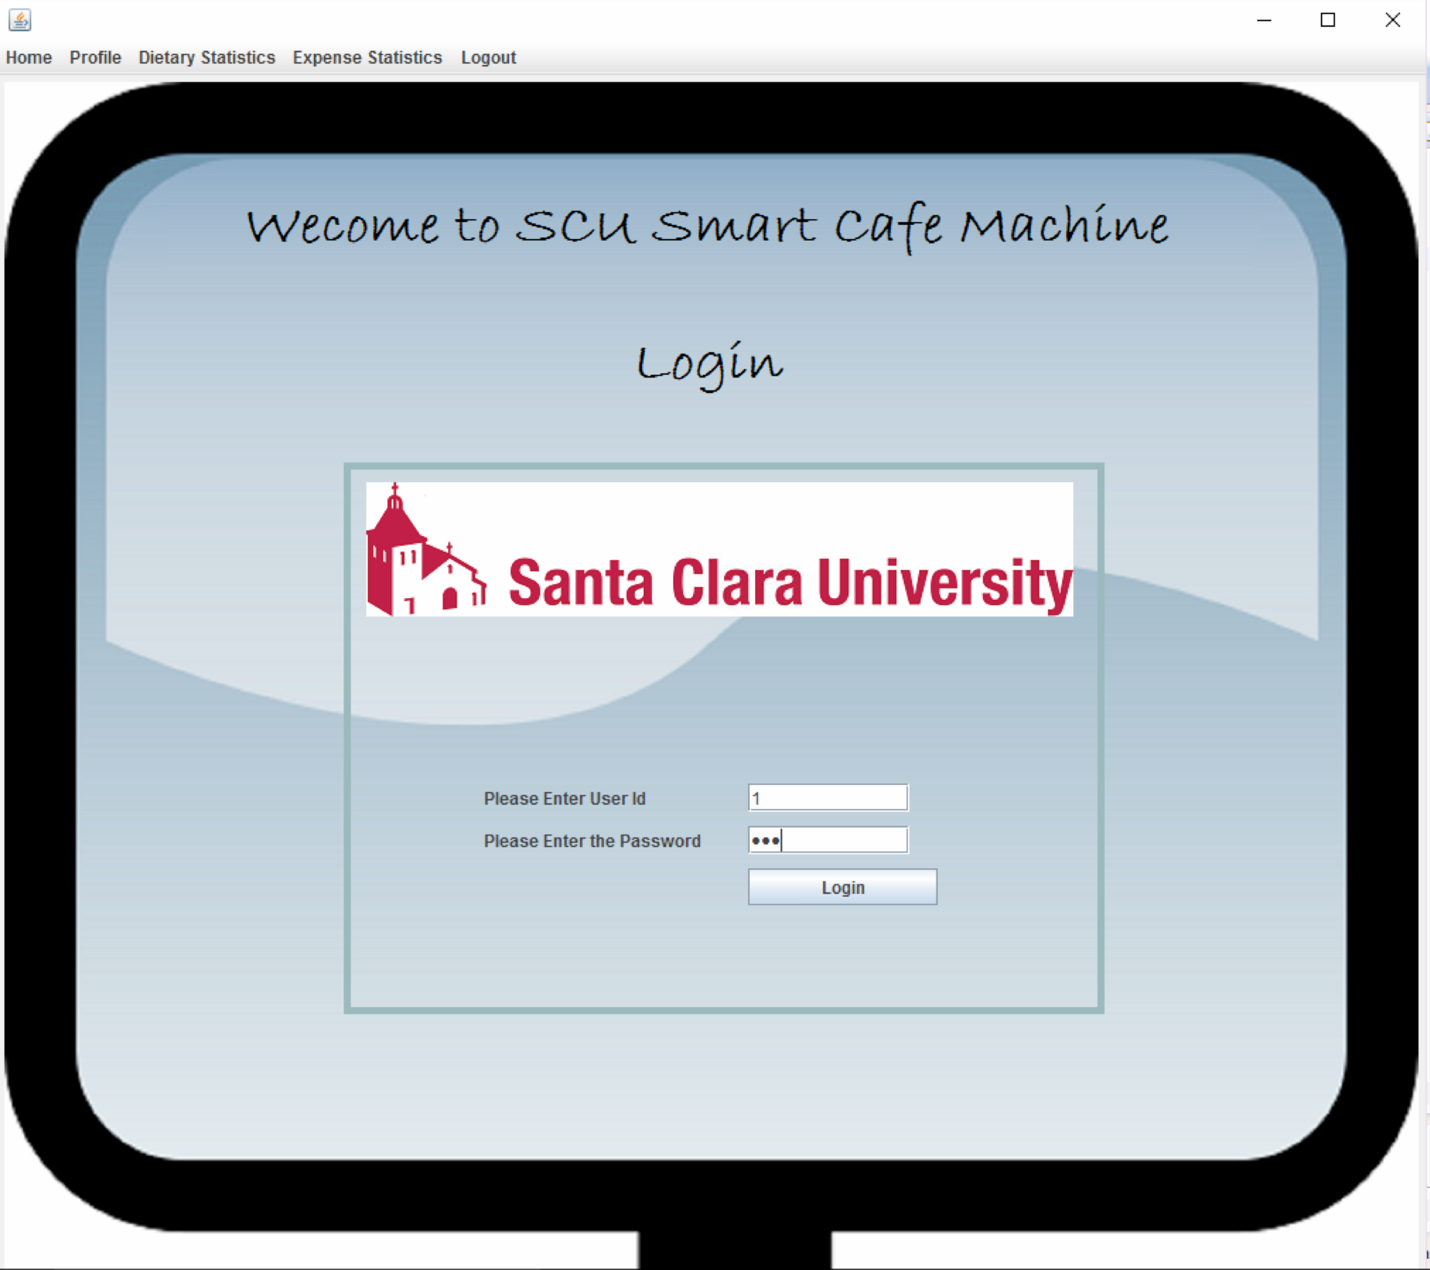 Home Profile Dietary Statistics Expense Statistics Logout
Wecome to SCU Smart Cafe Machine
Login
Santa Clara University
Please Enter User Id 1
Please Enter the Password •••
Login